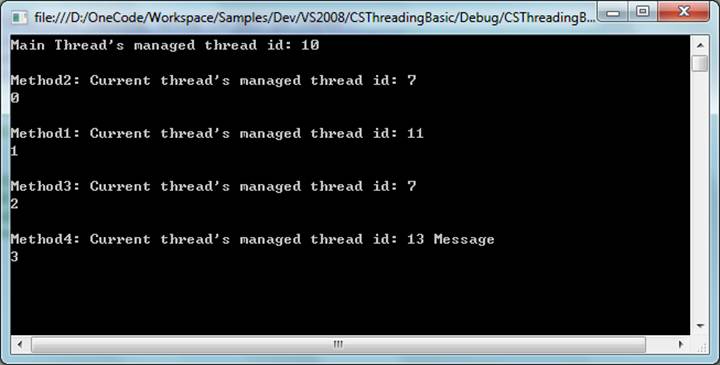 file:///D:/OneCode/Workspace/Samples/Dev/VS2008/CSThreadingBasic/Debug/CSThreadingB...
Main Thread's managed thread id: 10
Method2: Current thread's managed thread id: 7
0
Method1: Current thread's managed thread id: 11
1
Method3: Current thread's managed thread id: 7
2
Method4: Current thread's managed thread id: 13 Message
3